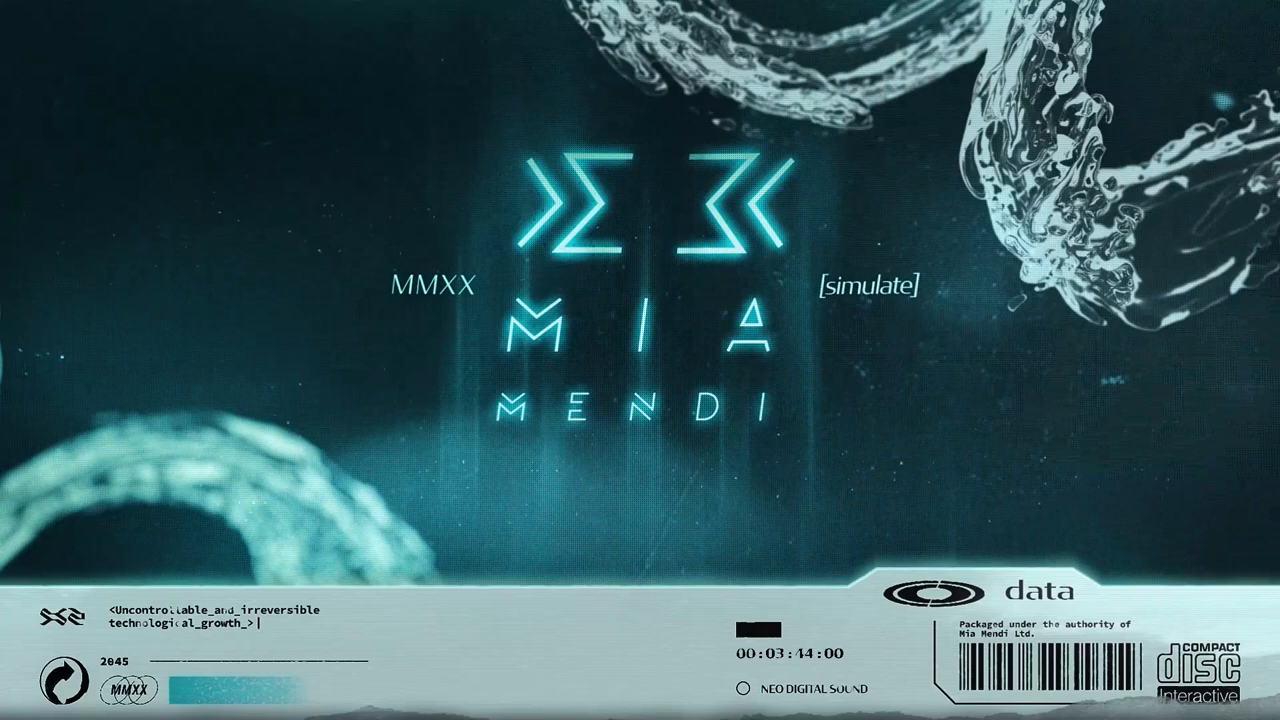 MMXX
[simulate]
MIA
MENDI
data
<Uncontrollable_and_irreversible
technological_growth_>|
Packaged under the authority of
Mia Mendi Ltd.
2045
MMXX
00:03:44:00
NEO DIGITAL SOUND
COMPACT
disc
Interactive